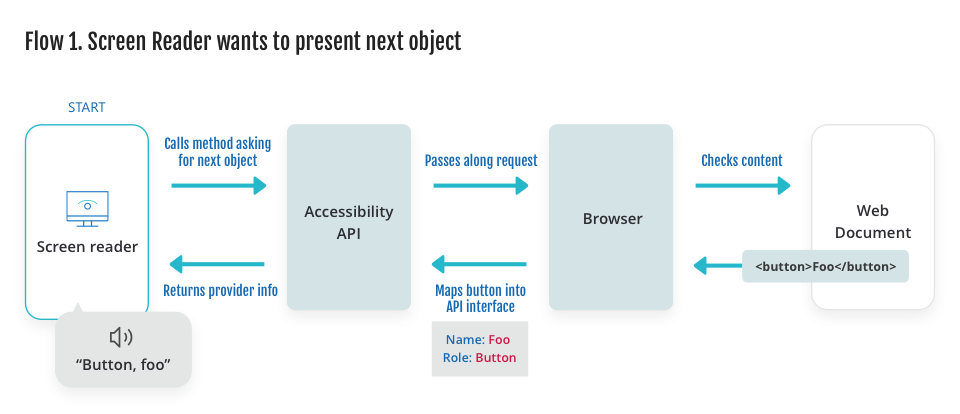 Flow 1. Screen Reader wants to present next object
START
Screen reader
“Button, foo”
Calls method asking
for next object
Returns provider info
Accessibility
API
Passes along request
Maps button into
API interface
Name: Foo
Role: Button
Browser
Checks content
Web
Document
<button>Foo</button>